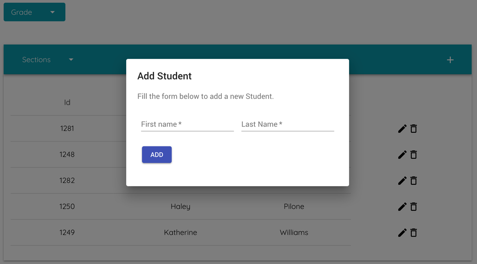 Grade
Sections
Add Student
Fill the form below to add a new Student.
Id
First name *
Last Name *
1281
ADD
1248
1282
1250 Haley Pilone
1249 Katherine Williams